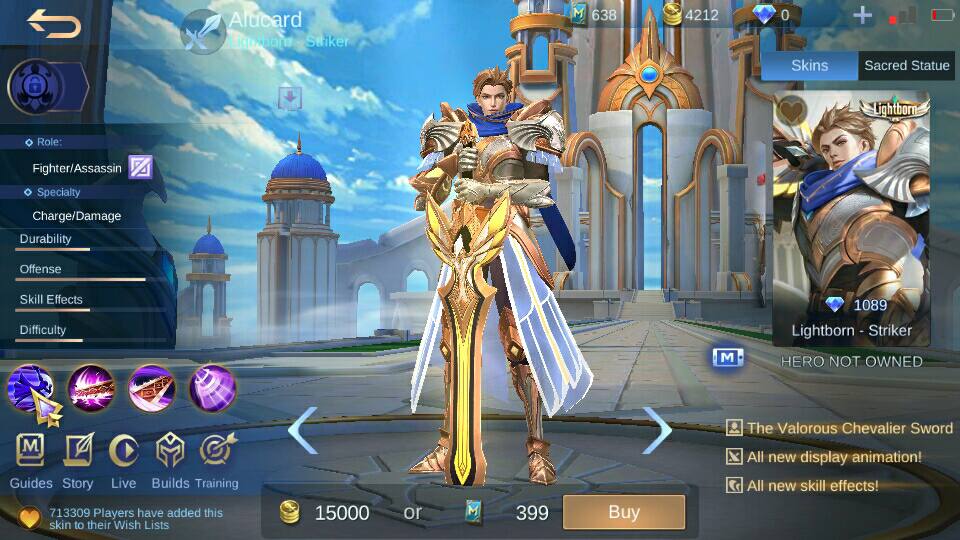 Alucard
Lightborn - Striker
638
4212
0
Skins
Sacred Statue
Role:
Fighter/Assassin
Specialty
Charge/Damage
Durability
Offense
Skill Effects
Difficulty
Lightborn
1089
Lightborn - Striker
M
HERO NOT OWNED
Guides
Story
Live
Builds
Training
The Valorous Chevalier Sword
All new display animation!
All new skill effects!
713309 Players have added this
skin to their Wish Lists
15000 or 399 Buy